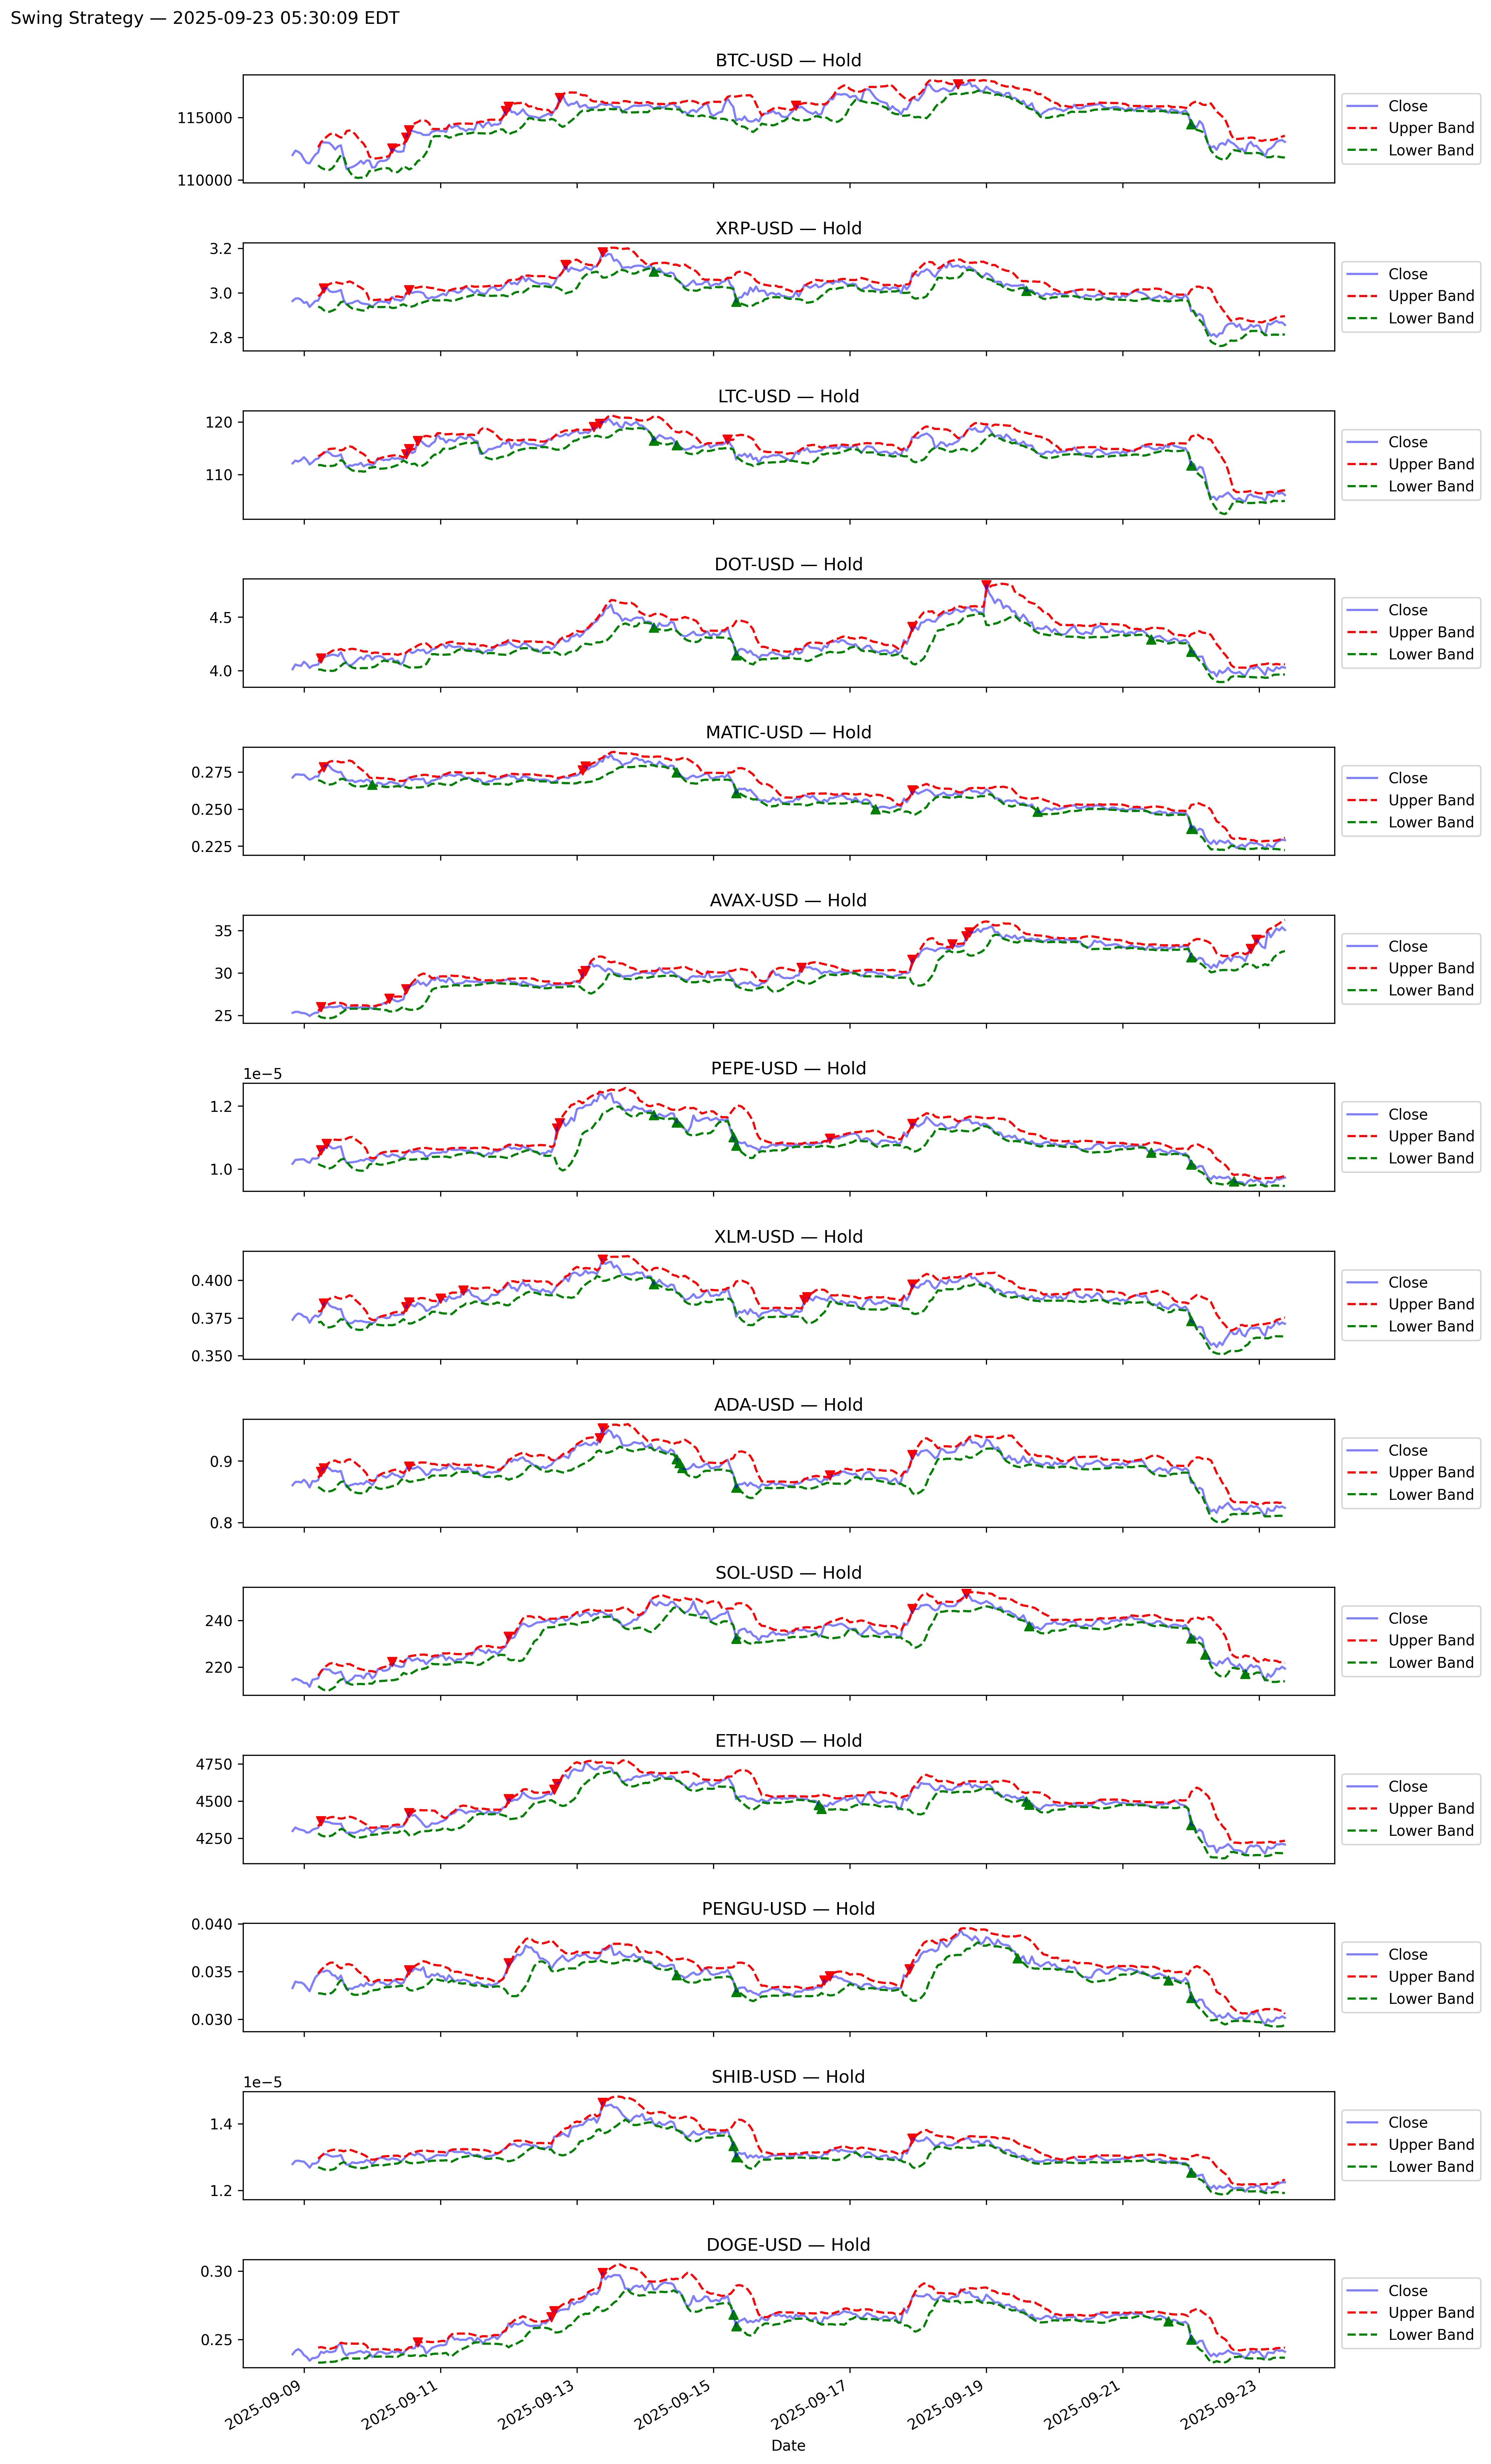 Swing Strategy — 2025-09-23 05:30:09 EDT
BTC-USD — Hold
115000
110000
Close
Upper Band
Lower Band
XRP-USD — Hold
3.2
3.0
2.8
Close
Upper Band
Lower Band
LTC-USD — Hold
120
110
Close
Upper Band
Lower Band
DOT-USD — Hold
4.5
4.0
Close
Upper Band
Lower Band
MATIC-USD — Hold
0.275
0.250
0.225
Close
Upper Band
Lower Band
AVAX-USD — Hold
35
30
25
Close
Upper Band
Lower Band
PEPE-USD — Hold
1e−5
1.2
1.0
Close
Upper Band
Lower Band
XLM-USD — Hold
0.400
0.375
0.350
Close
Upper Band
Lower Band
ADA-USD — Hold
0.9
0.8
Close
Upper Band
Lower Band
SOL-USD — Hold
240
220
Close
Upper Band
Lower Band
ETH-USD — Hold
4750
4500
4250
Close
Upper Band
Lower Band
PENGU-USD — Hold
0.040
0.035
0.030
Close
Upper Band
Lower Band
SHIB-USD — Hold
1e−5
1.4
1.2
Close
Upper Band
Lower Band
DOGE-USD — Hold
0.30
0.25
Close
Upper Band
Lower Band
2025-09-09
2025-09-11
2025-09-13
2025-09-15
2025-09-17
2025-09-19
2025-09-21
2025-09-23
Date